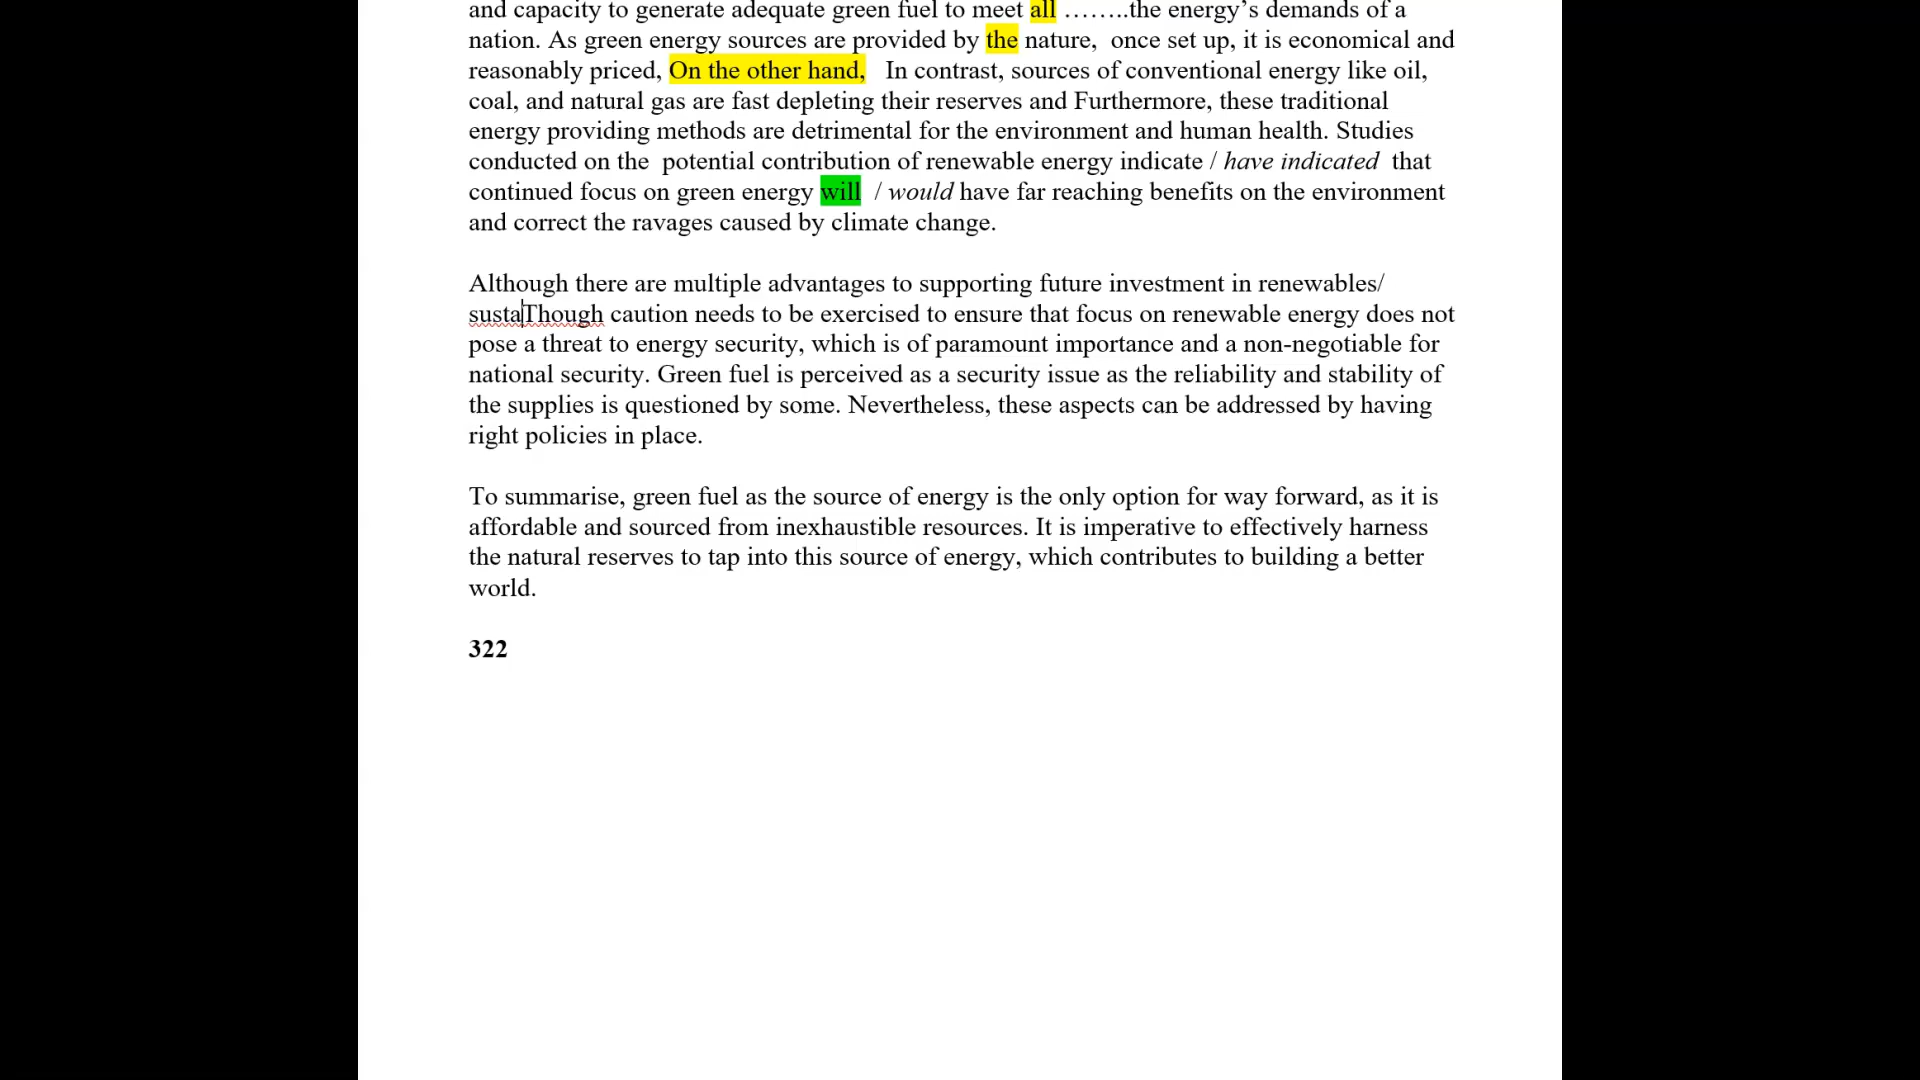 and capacity to generate adequate green fuel to meet all ……..the energy’s demands of a
nation. As green energy sources are provided by the nature,  once set up, it is economical and
reasonably priced, On the other hand,   In contrast, sources of conventional energy like oil,
coal, and natural gas are fast depleting their reserves and Furthermore, these traditional
energy providing methods are detrimental for the environment and human health. Studies
conducted on the  potential contribution of renewable energy indicate / have indicated  that
continued focus on green energy will  / would have far reaching benefits on the environment
and correct the ravages caused by climate change.
Although there are multiple advantages to supporting future investment in renewables/
sustaThough caution needs to be exercised to ensure that focus on renewable energy does not
pose a threat to energy security, which is of paramount importance and a non-negotiable for
national security. Green fuel is perceived as a security issue as the reliability and stability of
the supplies is questioned by some. Nevertheless, these aspects can be addressed by having
right policies in place.
To summarise, green fuel as the source of energy is the only option for way forward, as it is
affordable and sourced from inexhaustible resources. It is imperative to effectively harness
the natural reserves to tap into this source of energy, which contributes to building a better
world.
322